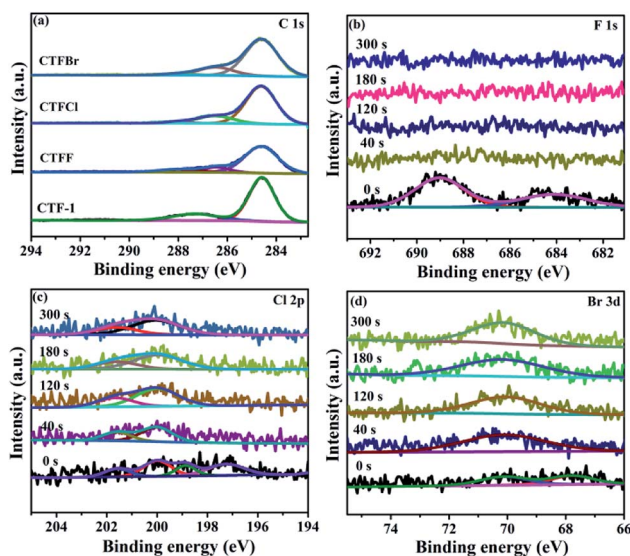 (a)
C 1s
CTFBr
CTFCl
CTFF
CTF-1
Intensity (a.u.)
294 292 290 288 286 284
Binding energy (eV)
(b)
F 1s
300 s
180 s
120 s
40 s
0 s
Intensity (a.u.)
692 690 688 686 684 682
Binding energy (eV)
(c)
Cl 2p
300 s
180 s
120 s
40 s
0 s
Intensity (a.u.)
204 202 200 198 196 194
Binding energy (eV)
(d)
Br 3d
300 s
180 s
120 s
40 s
0 s
Intensity (a.u.)
74 72 70 68 66
Binding energy (eV)